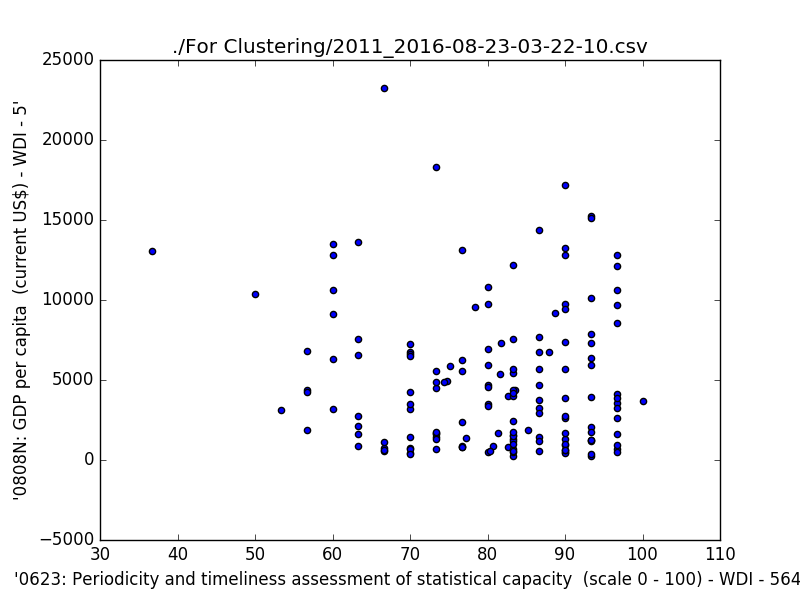 ./For Clustering/2011_2016-08-23-03-22-10.csv
25000
20000
15000
10000
5000
0
−5000
30 40 50 60 70 80 90 100 110
'0808N: GDP per capita  (current US$) - WDI - 5'
'0623: Periodicity and timeliness assessment of statistical capacity  (scale 0 - 100) - WDI - 564